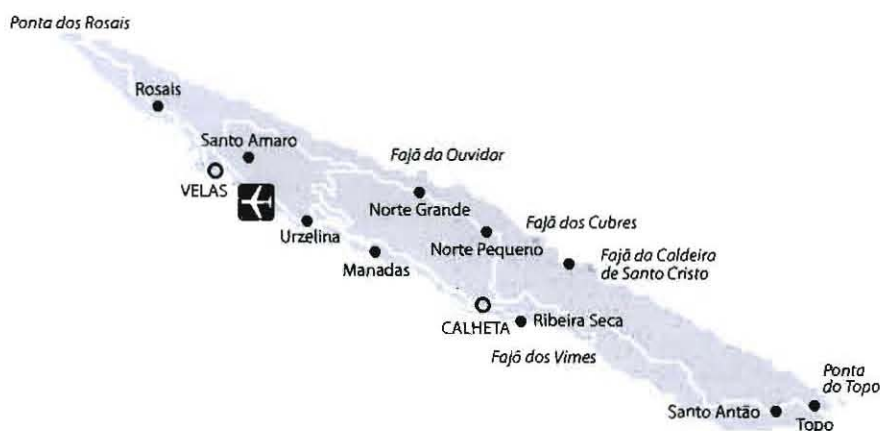 Ponta dos Rosais
Rosais
Santo Amaro
VELAS
Fajã da Ouvidor
Norte Grande
Urzelina
Fajã dos Cubres
Norte Pequeno
Manadas
Fajã da Caldeira
de Santo Cristo
CALHETA
Ribeira Seca
Fajã dos Vimes
Ponta
do Topo
Santo Antão
Topo